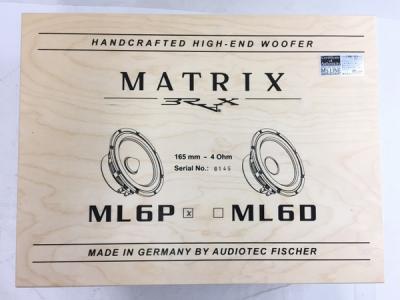 HANDCRAFTED HIGH-END WOOFER
MATRIX
BRAX
165 mm - 4 Ohm
Serial No.: 0145
ML6P x ML6D
MADE IN GERMANY BY AUDIOTEC FISCHER